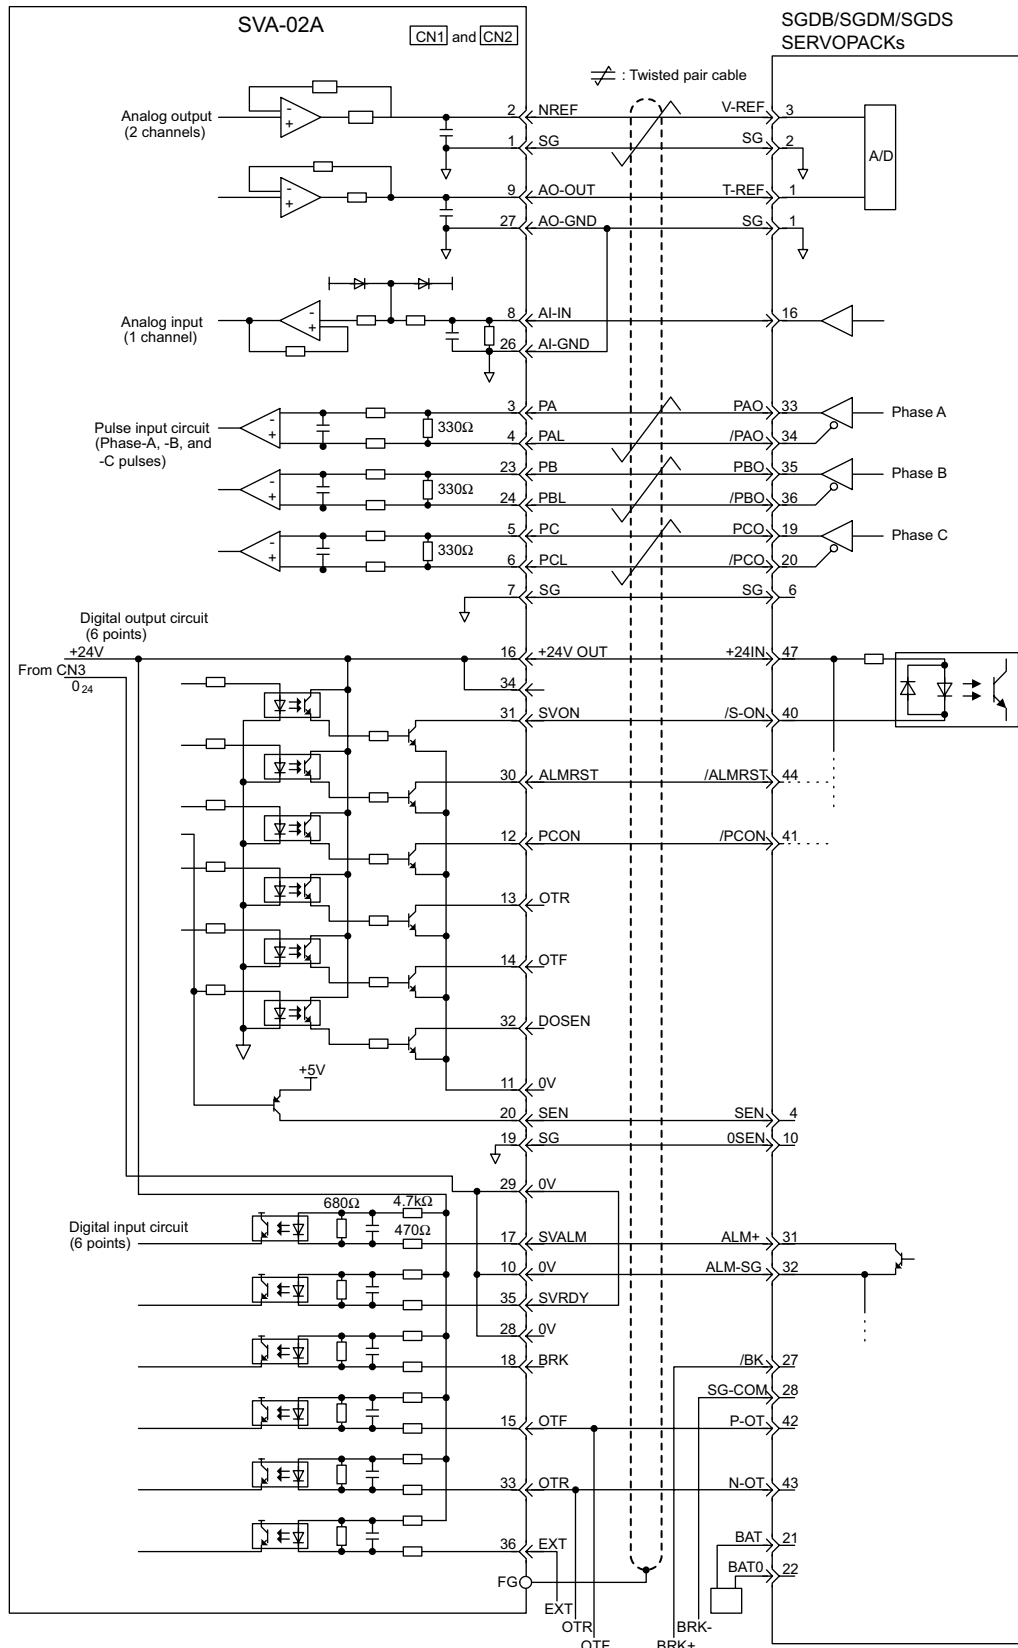 SVA-02A
CN1 and CN2
SGDB/SGDM/SGDS
SERVOPACKs
: Twisted pair cable
Analog output
(2 channels)
2 NREF V-REF 3
1 SG SG 2
A/D
9 AO-OUT T-REF 1
27 AO-GND SG 1
Analog input
(1 channel)
8 AI-IN 16
26 AI-GND
Pulse input circuit
(Phase-A, -B, and
-C pulses)
3 PA PAO 33 Phase A
330Ω
4 PAL /PAO 34
23 PB PBO 35 Phase B
330Ω
24 PBL /PBO 36
5 PC PCO 19 Phase C
330Ω
6 PCL /PCO 20
7 SG SG 6
Digital output circuit
(6 points)
+24V
From CN3
0 24
16 +24V OUT +24IN 47
34
31 SVON /S-ON 40
30 ALMRST /ALMRST 44
12 PCON /PCON 41
13 OTR
14 OTF
32 DOSEN
+5V
11 0V
20 SEN SEN 4
19 SG 0SEN 10
29 0V
680Ω 4.7kΩ
Digital input circuit
(6 points)
470Ω
17 SVALM ALM+ 31
10 0V ALM-SG 32
35 SVRDY
28 0V
18 BRK /BK 27
SG-COM 28
15 OTF P-OT 42
33 OTR N-OT 43
BAT 21
36 EXT
BAT0 22
FG
EXT
OTR BRK-
OTF BRK+